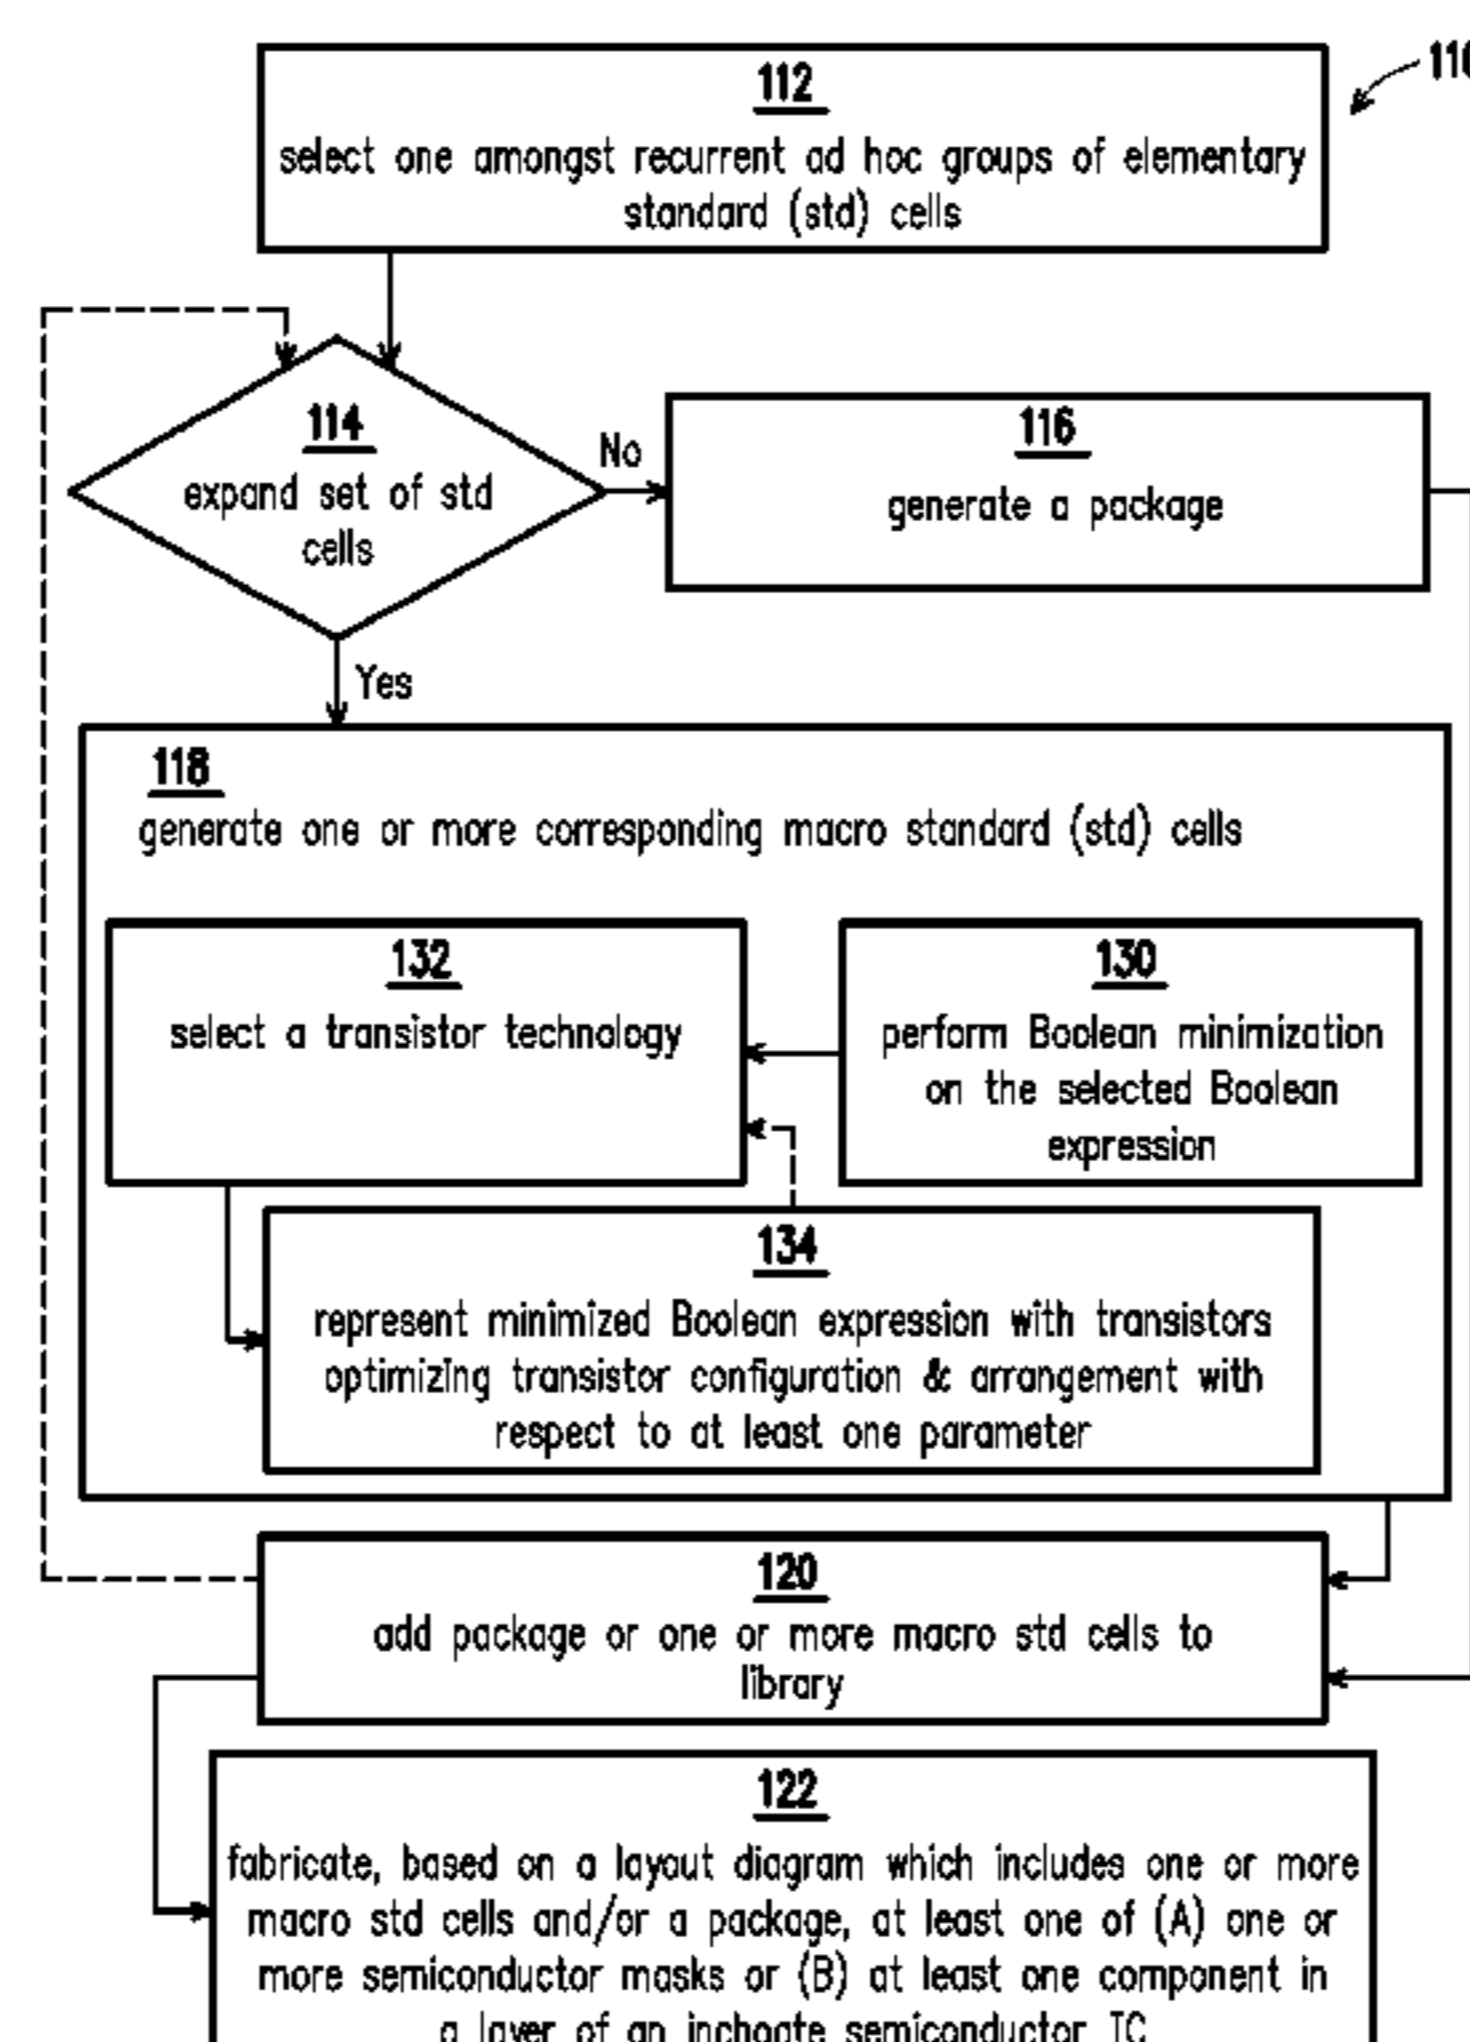 110
112
select one amongst recurrent ad hoc groups of elementary
standard (std) cells
114
expand set of std
cells
No
116
generate a package
Yes
118
generate one or more corresponding macro standard (std) cells
132
select a transistor technology
130
perform Boolean minimization
on the selected Boolean
expression
134
represent minimized Boolean expression with transistors
optimizing transistor configuration & arrangement with
respect to at least one parameter
120
add package or one or more macro std cells to
library
122
fabricate, based on a layout diagram which includes one or more
macro std cells and/or a package, at least one of (A) one or
more semiconductor masks or (B) at least one component in
a layer of an inchoate semiconductor IC